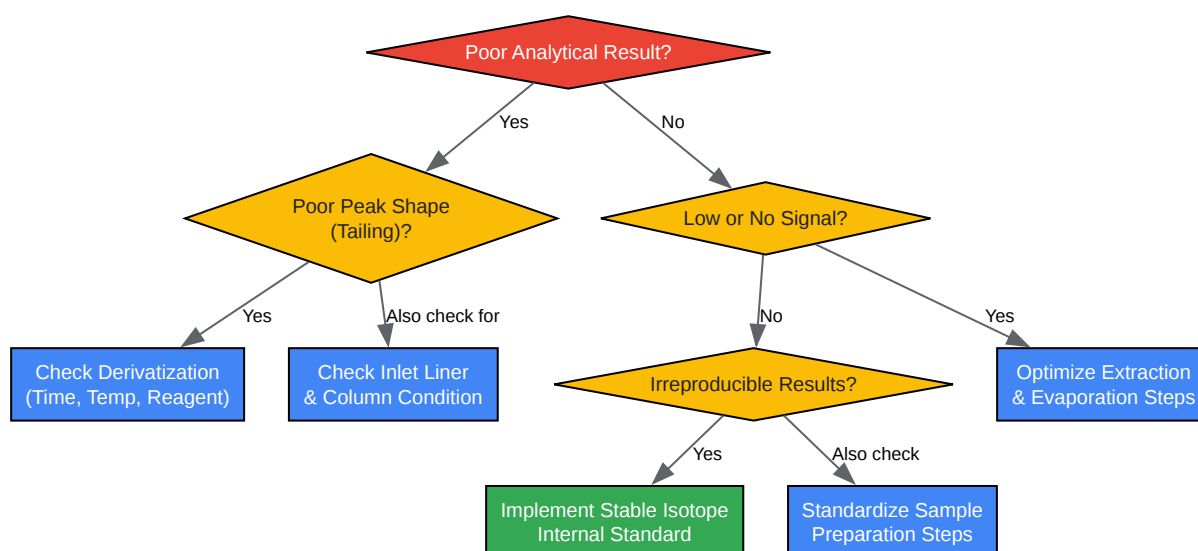 Poor Analytical Result?
Yes
No
Poor Peak Shape
(Tailing)?
Low or No Signal?
Yes
Also check for
No
Yes
Check Derivatization
(Time, Temp, Reagent)
Check Inlet Liner
& Column Condition
Irreproducible Results?
Optimize Extraction
& Evaporation Steps
Yes
Also check
Implement Stable Isotope
Internal Standard
Standardize Sample
Preparation Steps